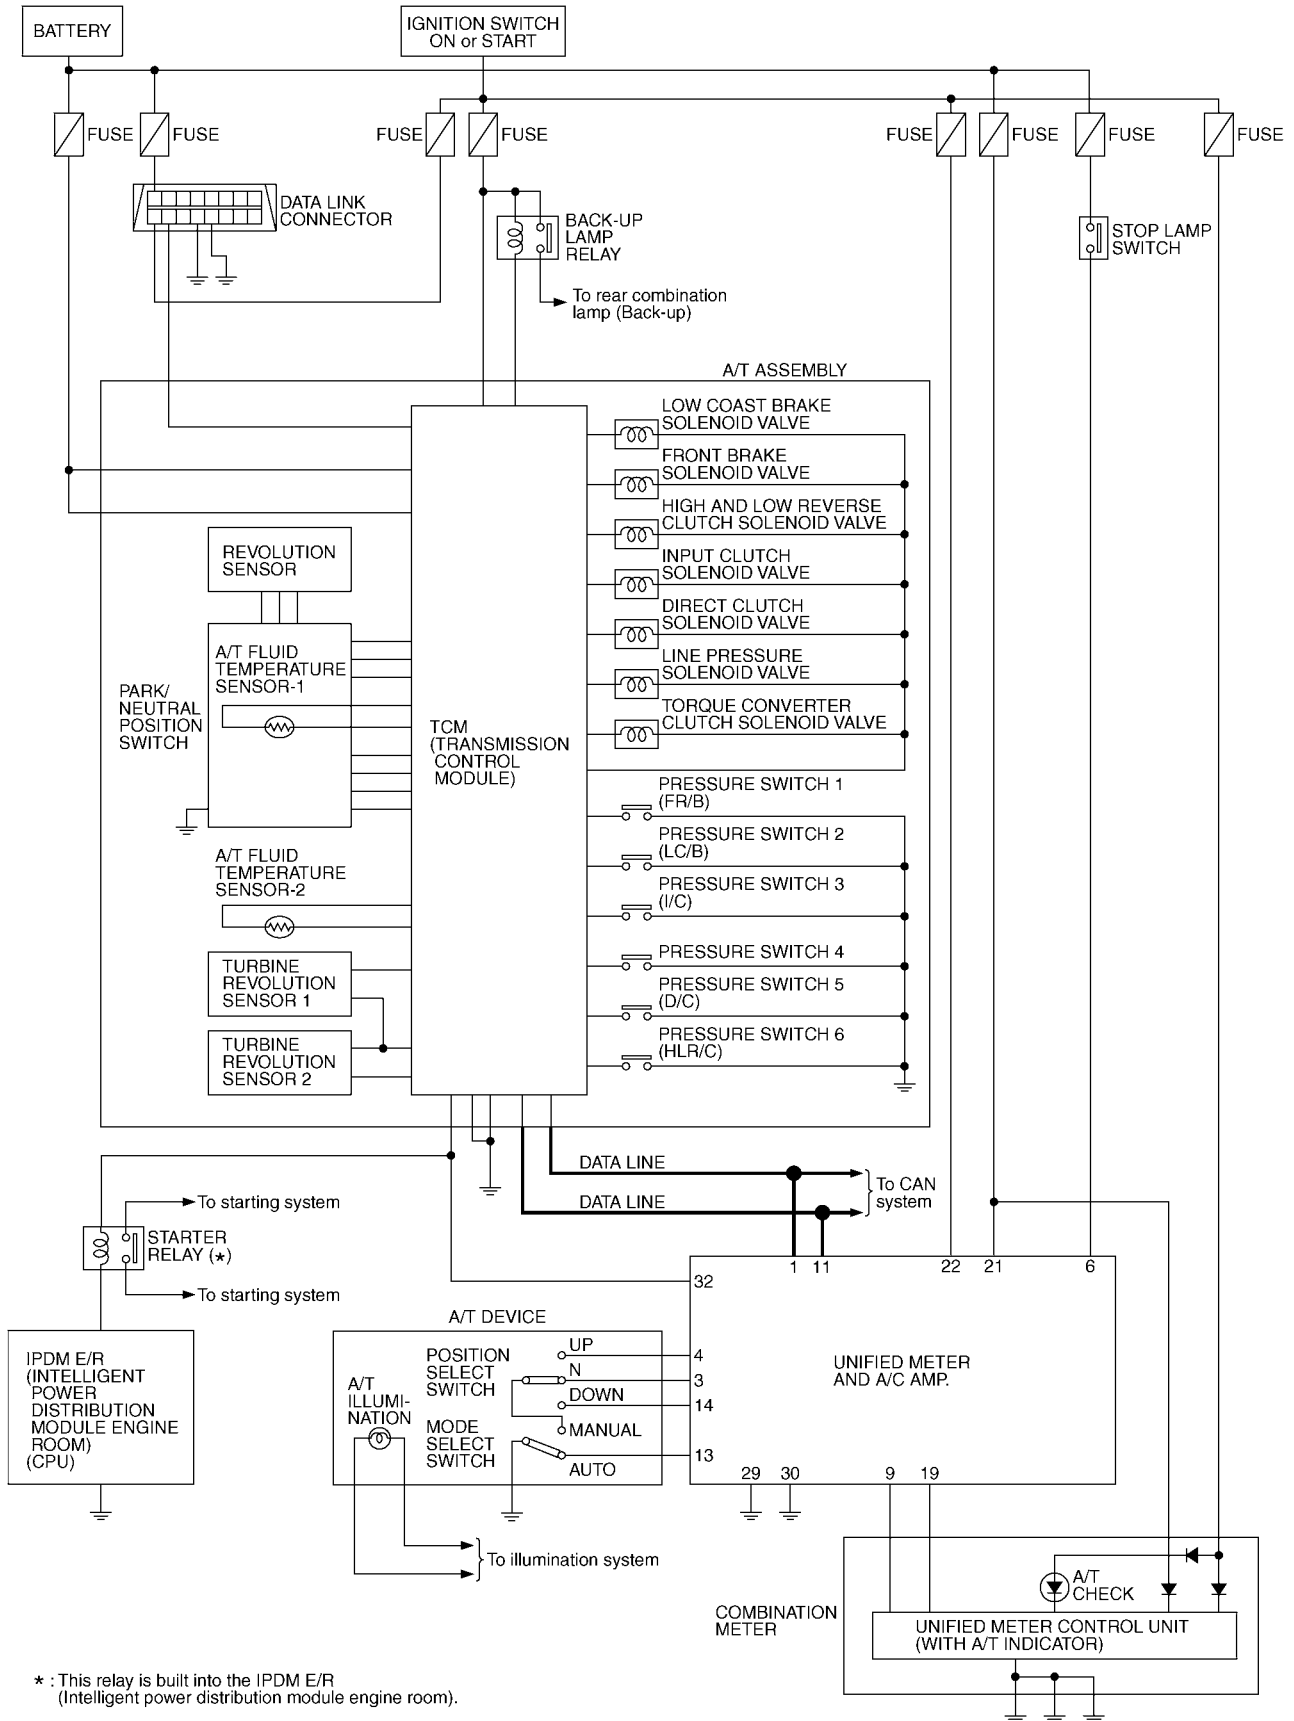 BATTERY
IGNITION SWITCH
ON or START
FUSE
FUSE
FUSE
FUSE
FUSE
FUSE
FUSE
FUSE
DATA LINK
CONNECTOR
BACK-UP
LAMP
RELAY
STOP LAMP
SWITCH
To rear combination
lamp (Back-up)
A/T ASSEMBLY
LOW COAST BRAKE
SOLENOID VALVE
FRONT BRAKE
SOLENOID VALVE
HIGH AND LOW REVERSE
CLUTCH SOLENOID VALVE
INPUT CLUTCH
SOLENOID VALVE
DIRECT CLUTCH
SOLENOID VALVE
LINE PRESSURE
SOLENOID VALVE
TORQUE CONVERTER
CLUTCH SOLENOID VALVE
REVOLUTION
SENSOR
A/T FLUID
TEMPERATURE
SENSOR-1
PARK/
NEUTRAL
POSITION
SWITCH
TCM
(TRANSMISSION
CONTROL
MODULE)
PRESSURE SWITCH 1
(FR/B)
PRESSURE SWITCH 2
(LC/B)
PRESSURE SWITCH 3
(I/C)
PRESSURE SWITCH 4
PRESSURE SWITCH 5
(D/C)
PRESSURE SWITCH 6
(HLR/C)
A/T FLUID
TEMPERATURE
SENSOR-2
TURBINE
REVOLUTION
SENSOR 1
TURBINE
REVOLUTION
SENSOR 2
DATA LINE
DATA LINE
To CAN
system
To starting system
STARTER
RELAY (*)
To starting system
1 11 22 21 6
32
A/T DEVICE
IPDM E/R
(INTELLIGENT
POWER
DISTRIBUTION
MODULE ENGINE
ROOM)
(CPU)
A/T
ILLUMI-
NATION
POSITION
SELECT
SWITCH
MODE
SELECT
SWITCH
UP
N
DOWN
MANUAL
AUTO
4
3
14
13
UNIFIED METER
AND A/C AMP.
29 30 9 19
To illumination system
COMBINATION
METER
A/T
CHECK
UNIFIED METER CONTROL UNIT
(WITH A/T INDICATOR)
* : This relay is built into the IPDM E/R
(Intelligent power distribution module engine room).